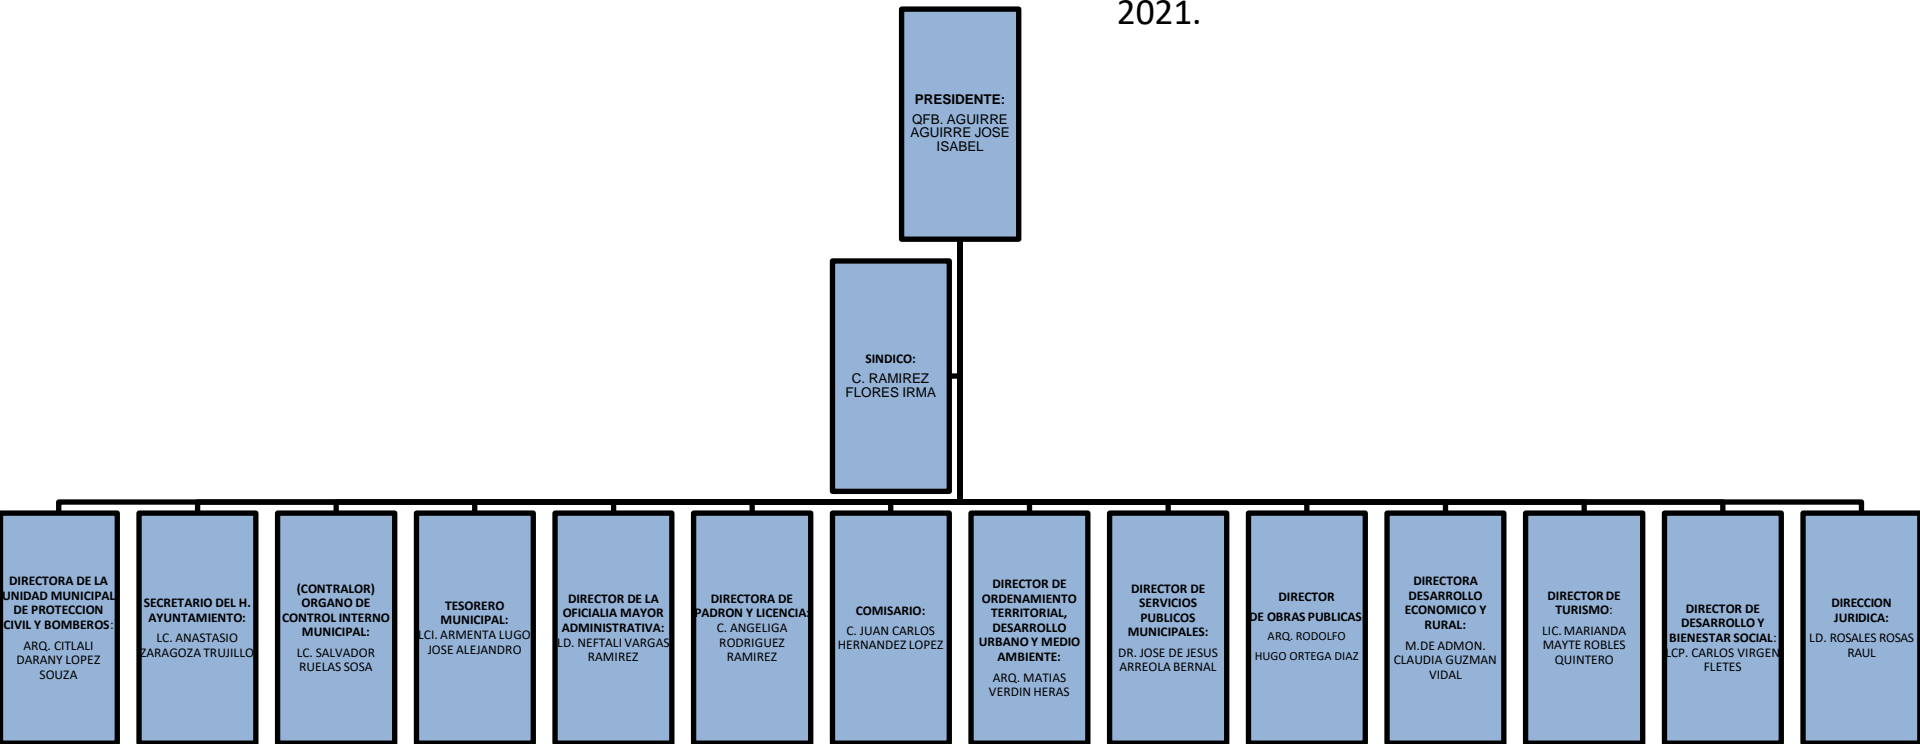 2021.
PRESIDENTE:
QFB. AGUIRRE
AGUIRRE JOSE
ISABEL
SINDICO:
C. RAMIREZ
FLORES IRMA
DIRECTORA DE LA
UNIDAD MUNICIPAL
DE PROTECCION
CIVIL Y BOMBEROS:
ARQ. CITLALI
DARANY LOPEZ
SOUZA
SECRETARIO DEL H.
AYUNTAMIENTO:
LC. ANASTASIO
ZARAGOZA TRUJILLO
(CONTRALOR)
ORGANO DE
CONTROL INTERNO
MUNICIPAL:
LC. SALVADOR
RUELAS SOSA
TESORERO
MUNICIPAL:
LCI. ARMENTA LUGO
JOSE ALEJANDRO
DIRECTOR DE LA
OFICIALIA MAYOR
ADMINISTRATIVA:
LD. NEFTALI VARGAS
RAMIREZ
DIRECTORA DE
PADRON Y LICENCIA:
C. ANGELIGA
RODRIGUEZ
RAMIREZ
COMISARIO:
C. JUAN CARLOS
HERNANDEZ LOPEZ
DIRECTOR DE
ORDENAMIENTO
TERRITORIAL,
DESARROLLO
URBANO Y MEDIO
AMBIENTE:
ARQ. MATIAS
VERDIN HERAS
DIRECTOR DE
SERVICIOS
PUBLICOS
MUNICIPALES:
DR. JOSE DE JESUS
ARREOLA BERNAL
DIRECTOR
DE OBRAS PUBLICAS
ARQ. RODOLFO
HUGO ORTEGA DIAZ
DIRECTORA
DESARROLLO
ECONOMICO Y
RURAL:
M.DE ADMON.
CLAUDIA GUZMAN
VIDAL
DIRECTOR DE
TURISMO:
LIC. MARIANDA
MAYTE ROBLES
QUINTERO
DIRECTOR DE
DESARROLLO Y
BIENESTAR SOCIAL:
LCP. CARLOS VIRGEN
FLETES
DIRECCION
JURIDICA:
LD. ROSALES ROSAS
RAUL